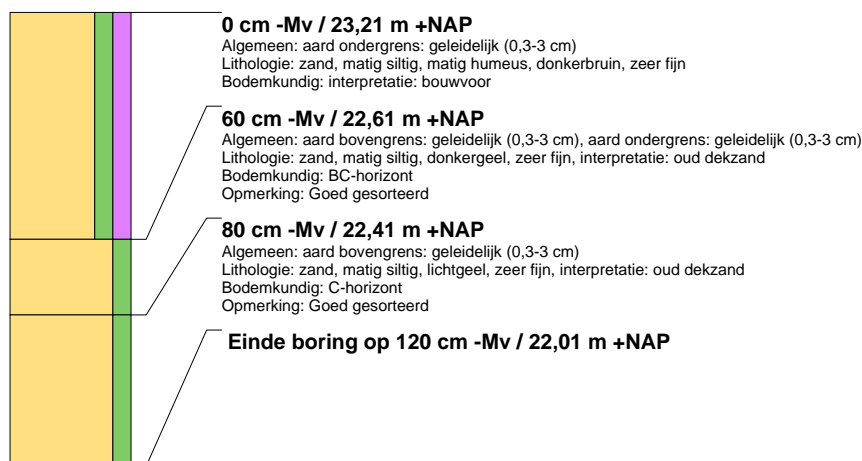 0 cm -Mv / 23,21 m +NAP
Algemeen: aard ondergrens: geleidelijk (0,3-3 cm)
Lithologie: zand, matig siltig, matig humeus, donkerbruin, zeer fijn
Bodemkundig: interpretatie: bouwvoor
60 cm -Mv / 22,61 m +NAP
Algemeen: aard bovengrens: geleidelijk (0,3-3 cm), aard ondergrens: geleidelijk (0,3-3 cm)
Lithologie: zand, matig siltig, donkergeel, zeer fijn, interpretatie: oud dekzand
Bodemkundig: BC-horizont
Opmerking: Goed gesorteerd
80 cm -Mv / 22,41 m +NAP
Algemeen: aard bovengrens: geleidelijk (0,3-3 cm)
Lithologie: zand, matig siltig, lichtgeel, zeer fijn, interpretatie: oud dekzand
Bodemkundig: C-horizont
Opmerking: Goed gesorteerd
Einde boring op 120 cm -Mv / 22,01 m +NAP